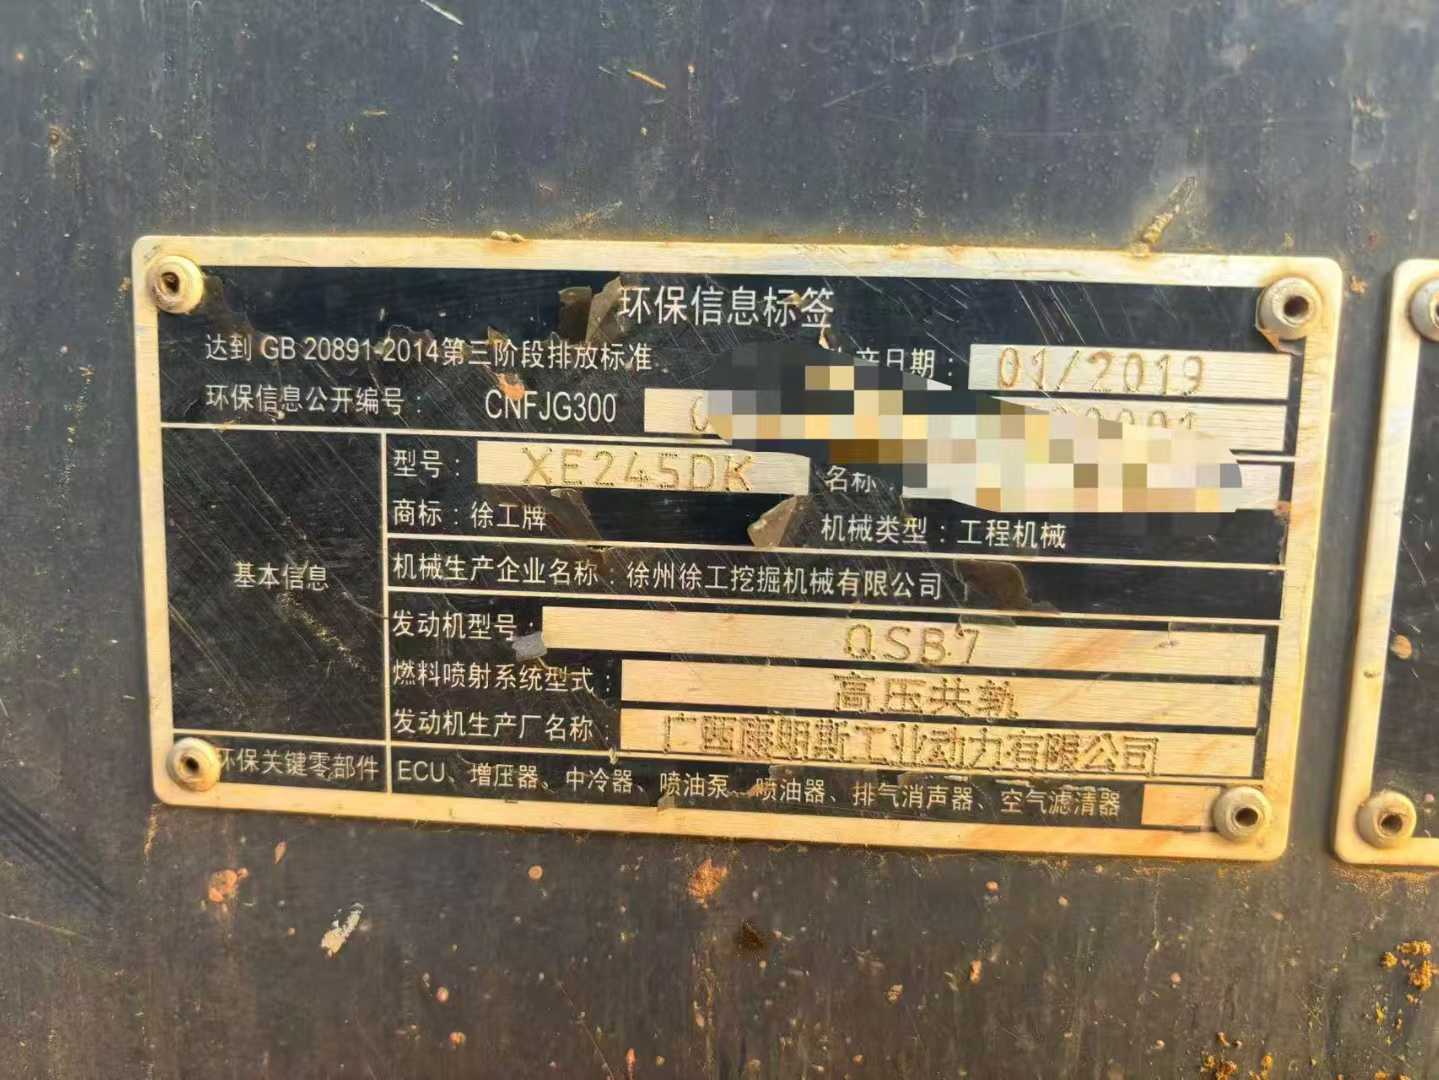 环保信息标签
达到 GB 20891-2014第三阶段排放标准
产日期： 01/2019
环保信息公开编号： CNFJG300
基本信息
型号： XE245DK
名称
商标：徐工牌
机械类型：工程机械
机械生产企业名称：徐州徐工挖掘机械有限公司
发动机型号： QSB7
燃料喷射系统型式： 高压共轨
发动机生产厂名称： 广西康明斯工业动力有限公司
环保关键零部件
ECU、增压器、中冷器、喷油泵 喷油器、排气消声器、空气滤清器